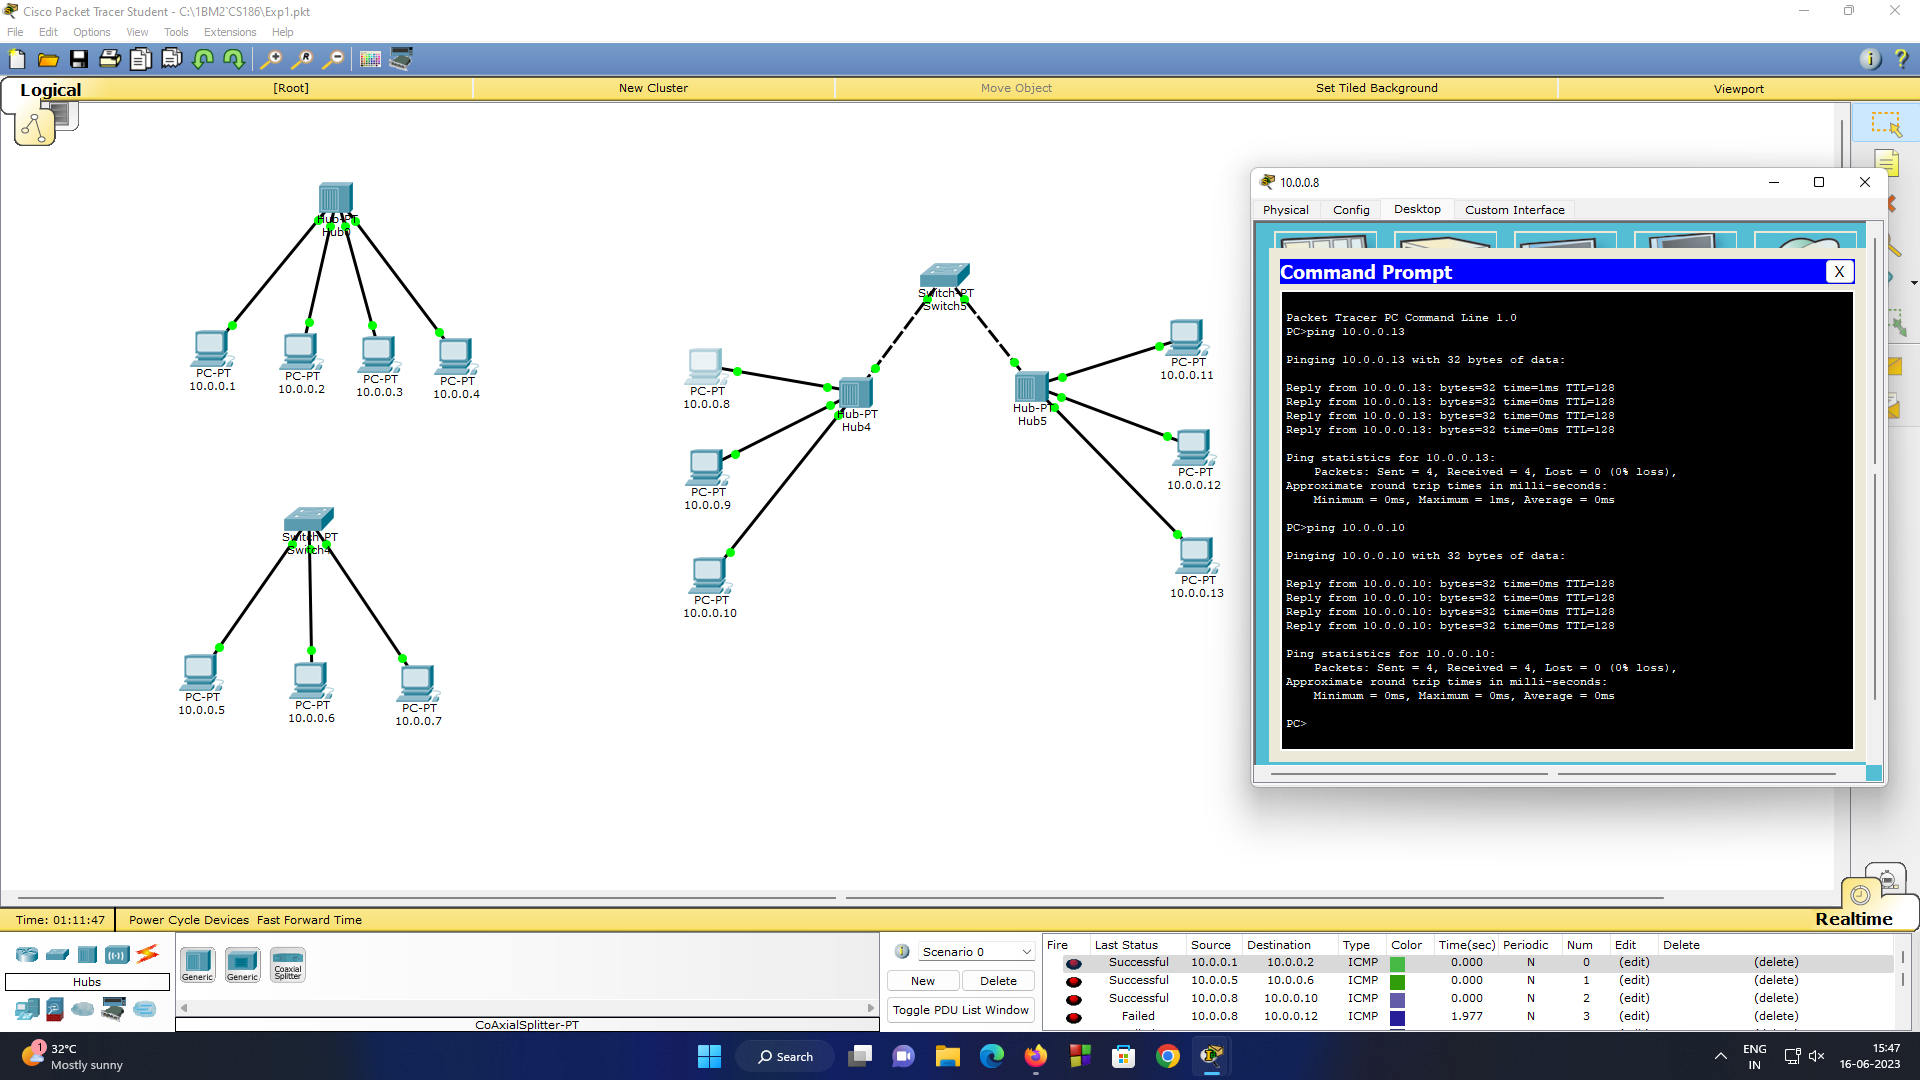 Cisco Packet Tracer Student - C:\1BM2`CS186\Exp1.pkt
File Edit Options View Tools Extensions Help
Logical [Root] New Cluster Move Object Set Tiled Background Viewport
Hub-PT
Hub0
PC-PT
10.0.0.1
PC-PT
10.0.0.2
PC-PT
10.0.0.3
PC-PT
10.0.0.4
Switch-PT
Switch4
PC-PT
10.0.0.5
PC-PT
10.0.0.6
PC-PT
10.0.0.7
Switch-PT
Switch5
PC-PT
10.0.0.8
Hub-PT
Hub4
PC-PT
10.0.0.9
PC-PT
10.0.0.10
Hub-PT
Hub5
PC-PT
10.0.0.11
PC-PT
10.0.0.12
PC-PT
10.0.0.13
10.0.0.8
Physical Config Desktop Custom Interface
Command Prompt X
Packet Tracer PC Command Line 1.0
PC>ping 10.0.0.13
Pinging 10.0.0.13 with 32 bytes of data:
Reply from 10.0.0.13: bytes=32 time=1ms TTL=128
Reply from 10.0.0.13: bytes=32 time=0ms TTL=128
Reply from 10.0.0.13: bytes=32 time=0ms TTL=128
Reply from 10.0.0.13: bytes=32 time=0ms TTL=128
Ping statistics for 10.0.0.13:
Packets: Sent = 4, Received = 4, Lost = 0 (0% loss),
Approximate round trip times in milli-seconds:
Minimum = 0ms, Maximum = 1ms, Average = 0ms
PC>ping 10.0.0.10
Pinging 10.0.0.10 with 32 bytes of data:
Reply from 10.0.0.10: bytes=32 time=0ms TTL=128
Reply from 10.0.0.10: bytes=32 time=0ms TTL=128
Reply from 10.0.0.10: bytes=32 time=0ms TTL=128
Reply from 10.0.0.10: bytes=32 time=0ms TTL=128
Ping statistics for 10.0.0.10:
Packets: Sent = 4, Received = 4, Lost = 0 (0% loss),
Approximate round trip times in milli-seconds:
Minimum = 0ms, Maximum = 0ms, Average = 0ms
PC>
Time: 01:11:47 Power Cycle Devices Fast Forward Time Realtime
Hubs
Generic Generic Coaxial Splitter
CoAxialSplitter-PT
Scenario 0
New Delete
Toggle PDU List Window
Fire Last Status Source Destination Type Color Time(sec) Periodic Num Edit Delete
Successful 10.0.0.1 10.0.0.2 ICMP 0.000 N 0 (edit) (delete)
Successful 10.0.0.5 10.0.0.6 ICMP 0.000 N 1 (edit) (delete)
Successful 10.0.0.8 10.0.0.10 ICMP 0.000 N 2 (edit) (delete)
Failed 10.0.0.8 10.0.0.12 ICMP 1.977 N 3 (edit) (delete)
1
32°C
Mostly sunny
Search
ENG
IN
15:47
16-06-2023